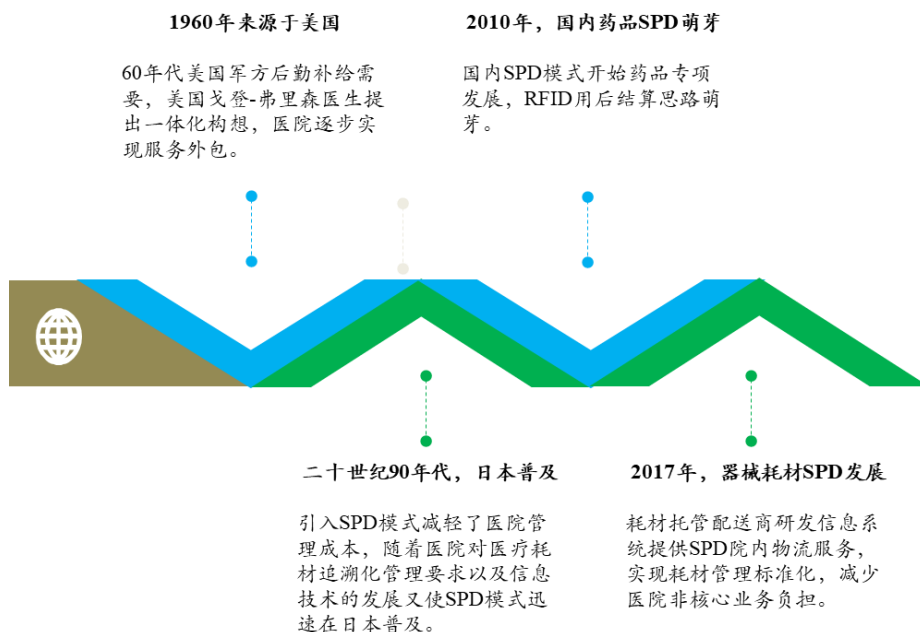 1960年来源于美国
60年代美国军方后勤补给需
要，美国戈登-弗里森医生提
出一体化构想，医院逐步实
现服务外包。
2010年，国内药品SPD萌芽
国内SPD模式开始药品专项
发展，RFID用后结算思路萌
芽。
二十世纪90年代，日本普及
引入SPD模式减轻了医院管
理成本，随着医院对医疗耗
材追溯化管理要求以及信息
技术的发展又使SPD模式迅
速在日本普及。
2017年，器械耗材SPD发展
耗材托管配送商研发信息系
统提供SPD院内物流服务，
实现耗材管理标准化，减少
医院非核心业务负担。